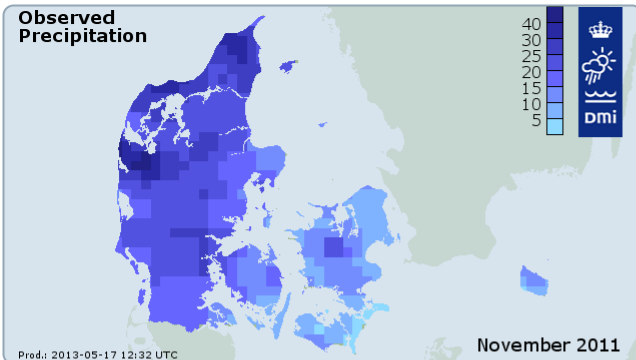 Observed
Precipitation
40
30
25
20
15
10
5
DMi
November 2011
Prod.: 2013-05-17 12:32 UTC